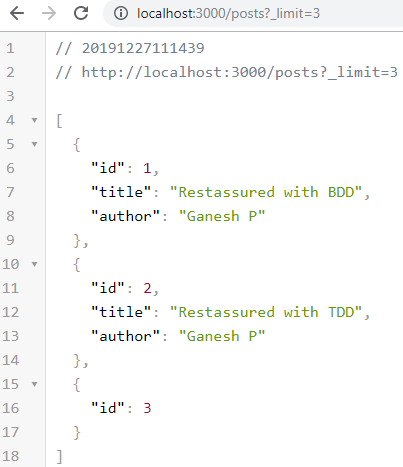 localhost:3000/posts?_limit=3
1 // 20191227111439
2 // http://localhost:3000/posts?_limit=3
3
4 [
5 {
6 "id": 1,
7 "title": "Restassured with BDD",
8 "author": "Ganesh P"
9 },
10 {
11 "id": 2,
12 "title": "Restassured with TDD",
13 "author": "Ganesh P"
14 },
15 {
16 "id": 3
17 }
18 ]